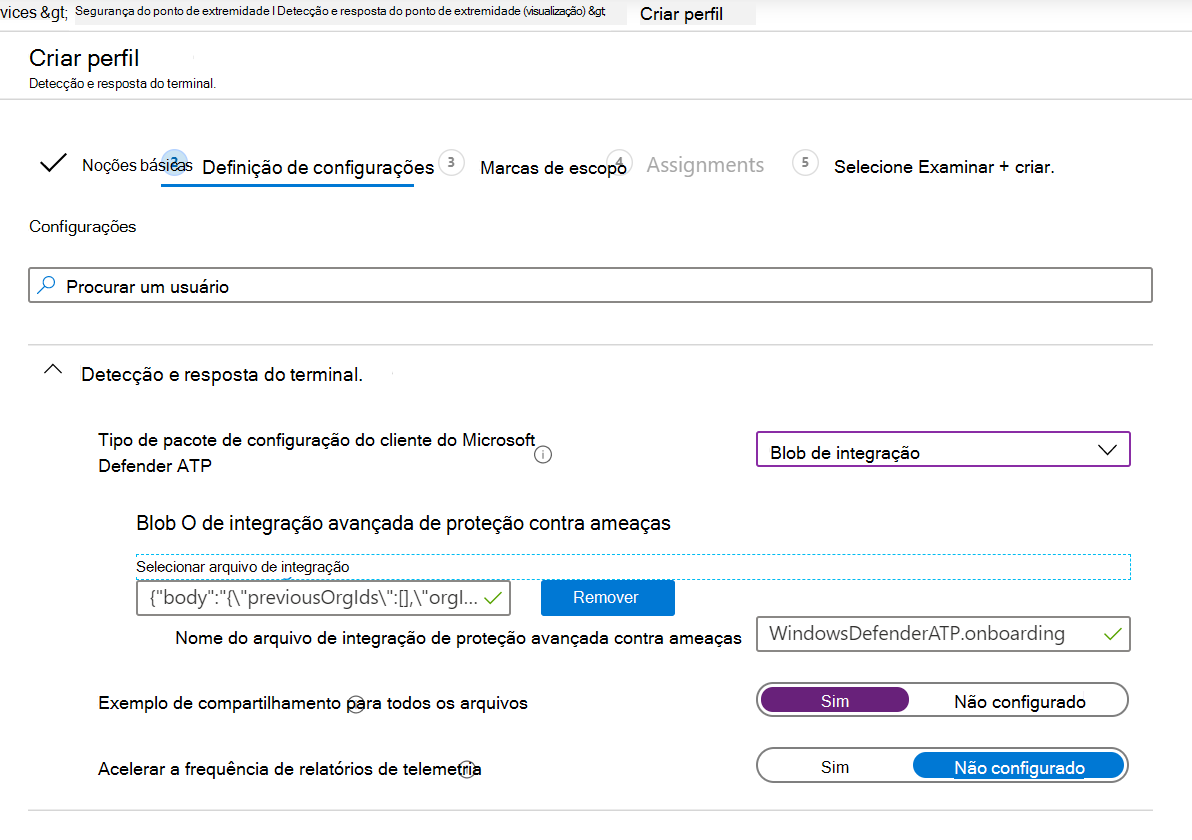 vices &gt; Segurança do ponto de extremidade I Detecção e resposta do ponto de extremidade (visualização) &gt; Criar perfil
Criar perfil
Detecção e resposta do terminal.
Noções básicas 2 Definição de configurações 3 Marcas de escopo 4 Assignments 5 Selecione Examinar + criar.
Configurações
Procurar um usuário
Detecção e resposta do terminal.
Tipo de pacote de configuração do cliente do Microsoft
Defender ATP
Blob de integração
Blob O de integração avançada de proteção contra ameaças
Selecionar arquivo de integração
{"body":"{\"previousOrgIds\":[],\"orgI... Remover
Nome do arquivo de integração de proteção avançada contra ameaças WindowsDefenderATP.onboarding
Exemplo de compartilhamento para todos os arquivos Sim Não configurado
Acelerar a frequência de relatórios de telemetria Sim Não configurado